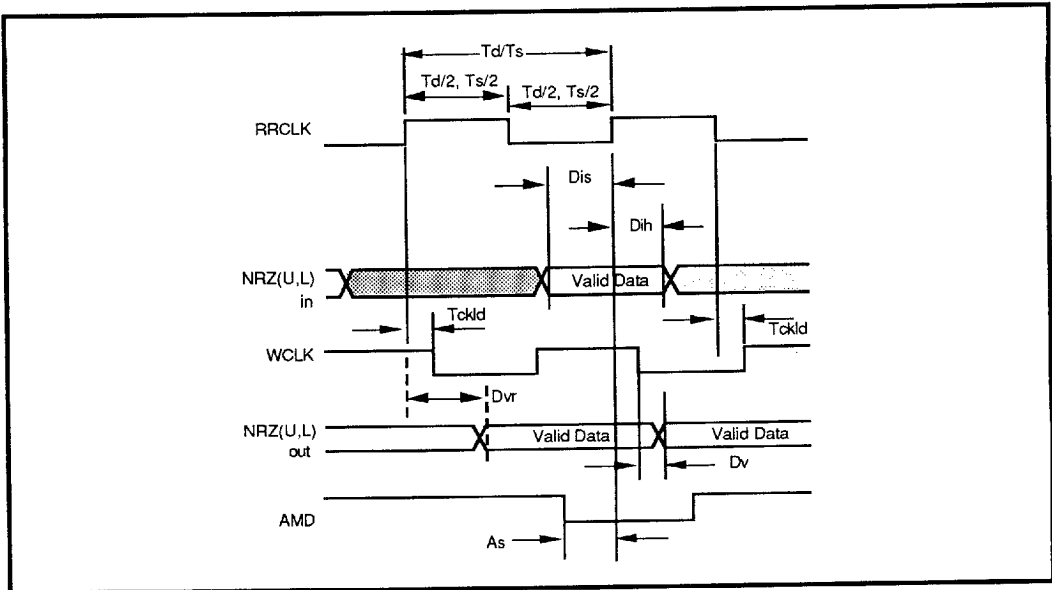 Td/Ts
Td/2, Ts/2
Td/2, Ts/2
RRCLK
Dis
Dih
NRZ(U,L)
in
Valid Data
Tckld
Tckld
WCLK
Dvr
NRZ(U,L)
out
Valid Data
Valid Data
Dv
AMD
As